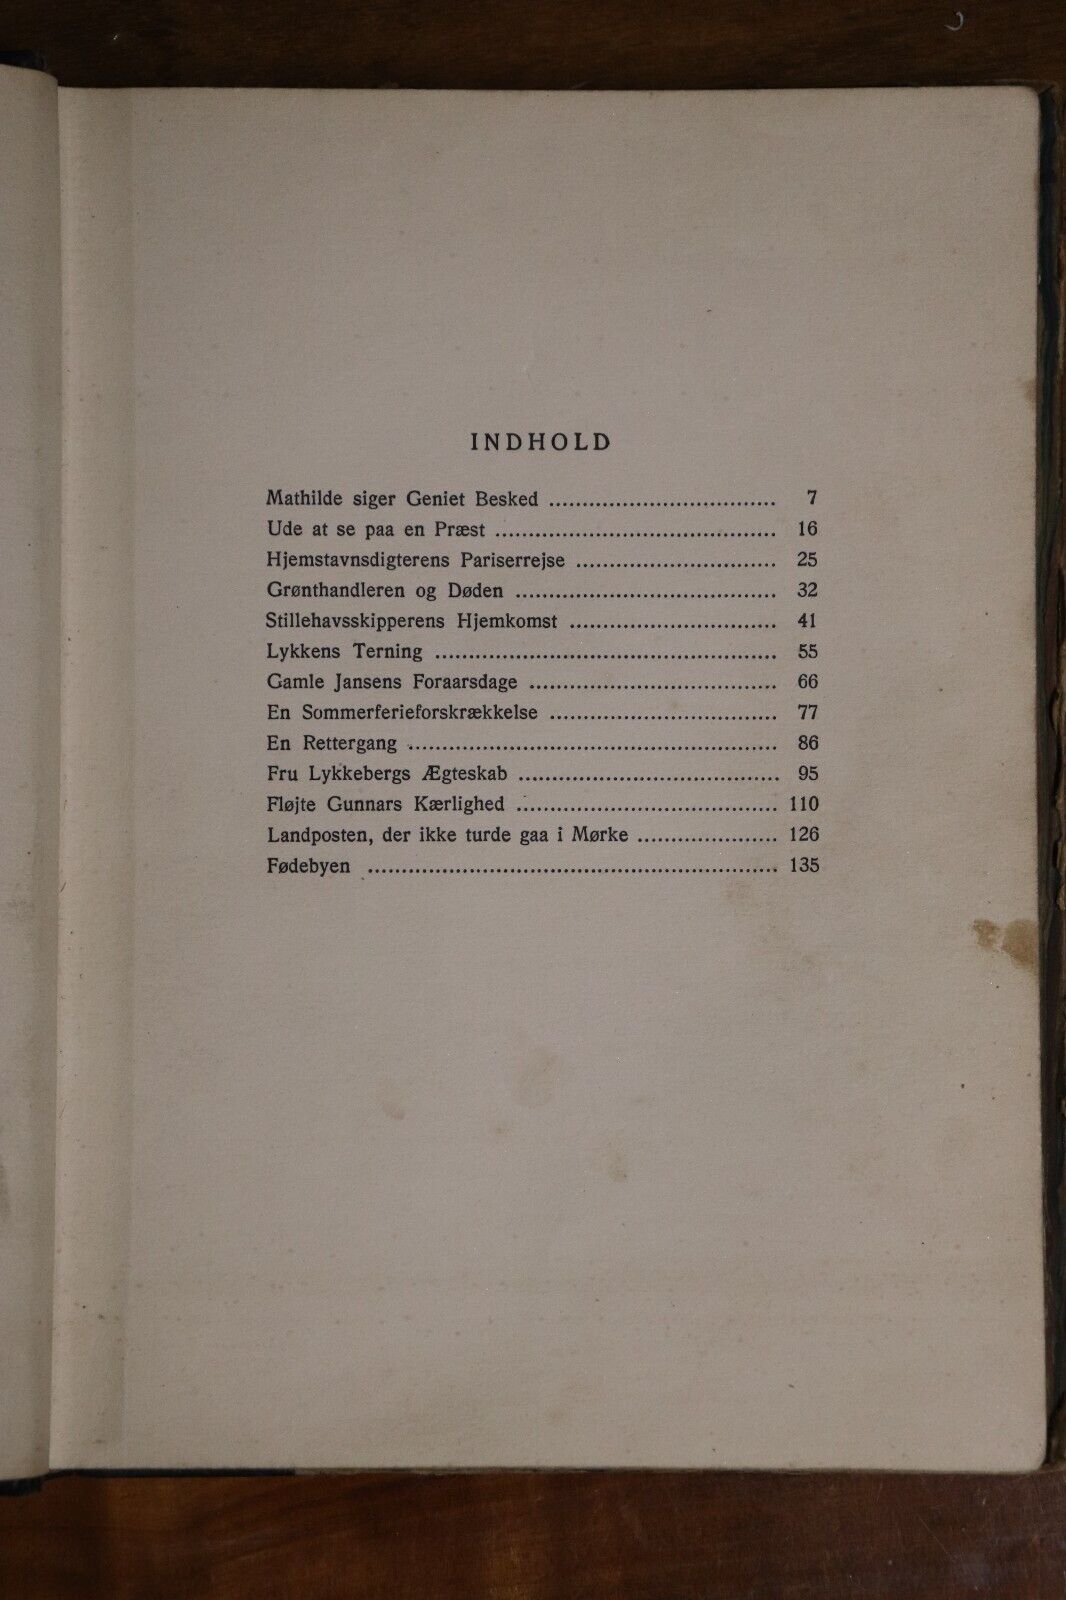 INDHOLD
Mathilde siger Geniet Besked .................................. 7
Ude at se paa en Præst .......................................... 16
Hjemstavnsdigterens Pariserrejse .............................. 25
Grønthandleren og Døden ....................................... 32
Stillehavsskipperens Hjemkomst ............................... 41
Lykkens Terning ................................................... 55
Gamle Jansens Foraarsdage ..................................... 66
En Sommerferieforskrækkelse .................................. 77
En Rettergang ....................................................... 86
Fru Lykkebergs Ægteskab ....................................... 95
Fløjte Gunnars Kærlighed ....................................... 110
Landposten, der ikke turde gaa i Mørke ..................... 126
Fødebyen ............................................................. 135